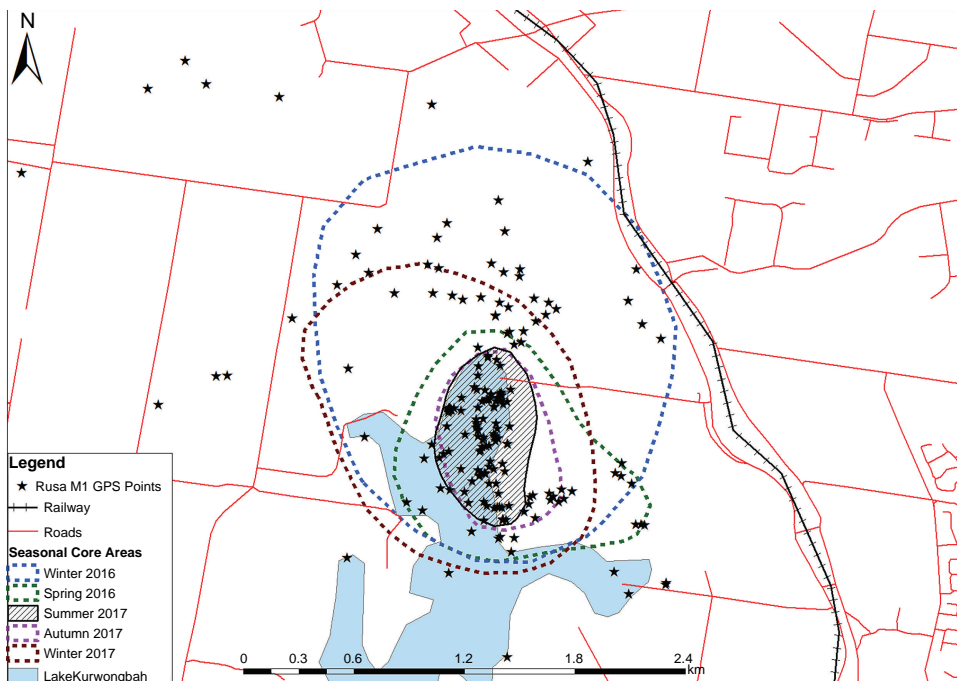 N
Legend
Rusa M1 GPS Points
Railway
Roads
Seasonal Core Areas
Winter 2016
Spring 2016
Summer 2017
Autumn 2017
Winter 2017
LakeKurwongbah
0 0.3 0.6 1.2 1.8 2.4
km